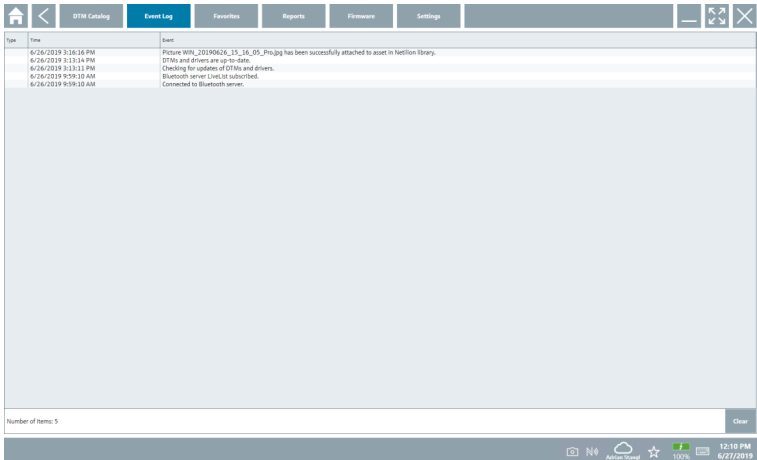 DTM Catalog Event Log Favorites Reports Firmware Settings
Type Time Event
6/26/2019 3:16:16 PM Picture WIN_20190626_15_16_05_Pro.jpg has been successfully attached to asset in Netilion library.
6/26/2019 3:13:14 PM DTMs and drivers are up-to-date.
6/26/2019 3:13:11 PM Checking for updates of DTMs and drivers.
6/26/2019 9:59:10 AM Bluetooth server LiveList subscribed.
6/26/2019 9:59:10 AM Connected to Bluetooth server.
Number of items: 5 Clear
Adrian Stangl 100% 12:10 PM
6/27/2019